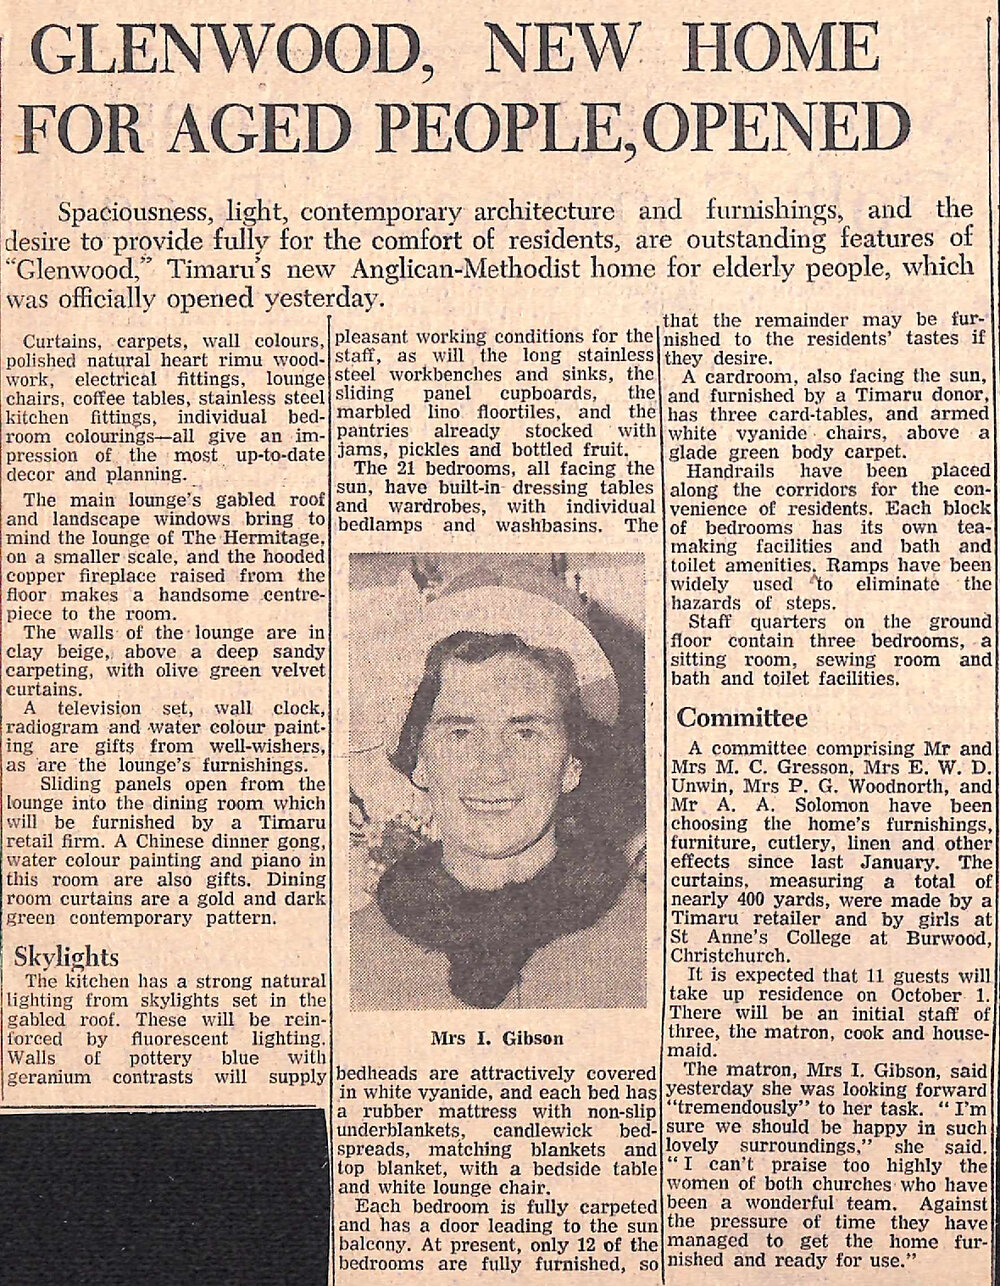 GLENWOOD, NEW HOME
FOR AGED PEOPLE, OPENED
Spaciousness, light, contemporary architecture and furnishings, and the
desire to provide fully for the comfort of residents, are outstanding features of
"Glenwood," Timaru's new Anglican-Methodist home for elderly people, which
was officially opened yesterday.
Curtains, carpets, wall colours,
polished natural heart rimu wood-
work, electrical fittings, lounge
chairs, coffee tables, stainless steel
kitchen fittings, individual bed-
room colourings—all give an im-
pression of the most up-to-date
decor and planning.
The main lounge's gabled roof
and landscape windows bring to
mind the lounge of The Hermitage,
on a smaller scale, and the hooded
copper fireplace raised from the
floor makes a handsome centre-
piece to the room.
The walls of the lounge are in
clay beige, above a deep sandy
carpeting, with olive green velvet
curtains.
A television set, wall clock,
radiogram and water colour paint-
ing are gifts from well-wishers,
as are the lounge's furnishings.
Sliding panels open from the
lounge into the dining room which
will be furnished by a Timaru
retail firm. A Chinese dinner gong,
water colour painting and piano in
this room are also gifts. Dining
room curtains are a gold and dark
green contemporary pattern.
Skylights
The kitchen has a strong natural
lighting from skylights set in the
gabled roof. These will be rein-
forced by fluorescent lighting.
Walls of pottery blue with
geranium contrasts will supply
pleasant working conditions for the
staff, as will the long stainless
steel workbenches and sinks, the
sliding panel cupboards, the
marbled lino floortiles, and the
pantries already stocked with
jams, pickles and bottled fruit.
The 21 bedrooms, all facing the
sun, have built-in dressing tables
and wardrobes, with individual
bedlamps and washbasins. The
Mrs I. Gibson
bedheads are attractively covered
in white vyanide, and each bed has
a rubber mattress with non-slip
underblankets, candlewick bed-
spreads, matching blankets and
top blanket, with a bedside table
and white lounge chair.
Each bedroom is fully carpeted
and has a door leading to the sun
balcony. At present, only 12 of the
bedrooms are fully furnished, so
that the remainder may be fur-
nished to the residents' tastes if
they desire.
A cardroom, also facing the sun,
and furnished by a Timaru donor,
has three card-tables, and armed
white vyanide chairs, above a
glade green body carpet.
Handrails have been placed
along the corridors for the con-
venience of residents. Each block
of bedrooms has its own tea-
making facilities and bath and
toilet amenities. Ramps have been
widely used to eliminate the
hazards of steps.
Staff quarters on the ground
floor contain three bedrooms, a
sitting room, sewing room and
bath and toilet facilities.
Committee
A committee comprising Mr and
Mrs M. C. Gresson, Mrs E. W. D.
Unwin, Mrs P. G. Woodnorth, and
Mr A. A. Solomon have been
choosing the home's furnishings,
furniture, cutlery, linen and other
effects since last January. The
curtains, measuring a total of
nearly 400 yards, were made by a
Timaru retailer and by girls at
St Anne's College at Burwood,
Christchurch.
It is expected that 11 guests will
take up residence on October 1.
There will be an initial staff of
three, the matron, cook and house-
maid.
The matron, Mrs I. Gibson, said
yesterday she was looking forward
"tremendously" to her task. "I'm
sure we should be happy in such
lovely surroundings," she said.
"I can't praise too highly the
women of both churches who have
been a wonderful team. Against
the pressure of time they have
managed to get the home fur-
nished and ready for use."